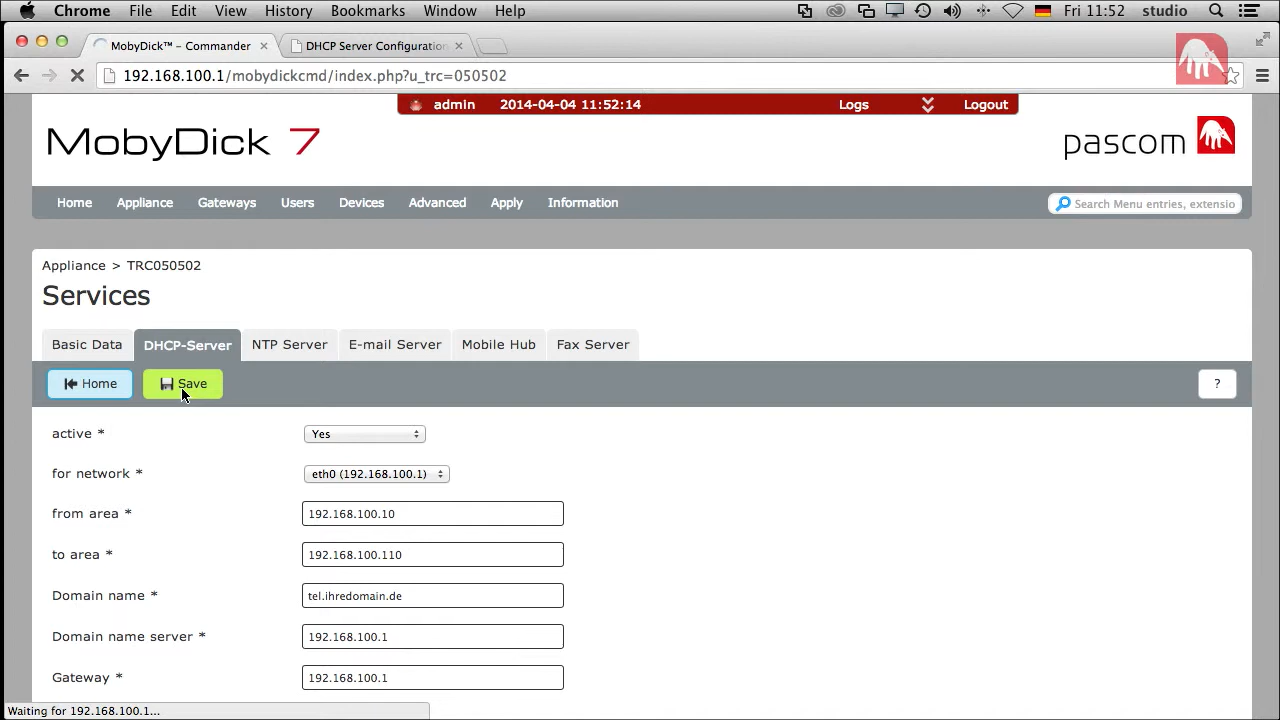 Chrome File Edit View History Bookmarks Window Help Fri 11:52 studio
MobyDick™ – Commander DHCP Server Configuration
192.168.100.1/mobydickcmd/index.php?u_trc=050502
admin 2014-04-04 11:52:14 Logs Logout
MobyDick 7 pascom
Home Appliance Gateways Users Devices Advanced Apply Information Search Menu entries, extensio
Appliance > TRC050502
Services
Basic Data DHCP-Server NTP Server E-mail Server Mobile Hub Fax Server
Home Save ?
active * Yes
for network * eth0 (192.168.100.1)
from area * 192.168.100.10
to area * 192.168.100.110
Domain name * tel.ihredomain.de
Domain name server * 192.168.100.1
Gateway * 192.168.100.1
Waiting for 192.168.100.1...